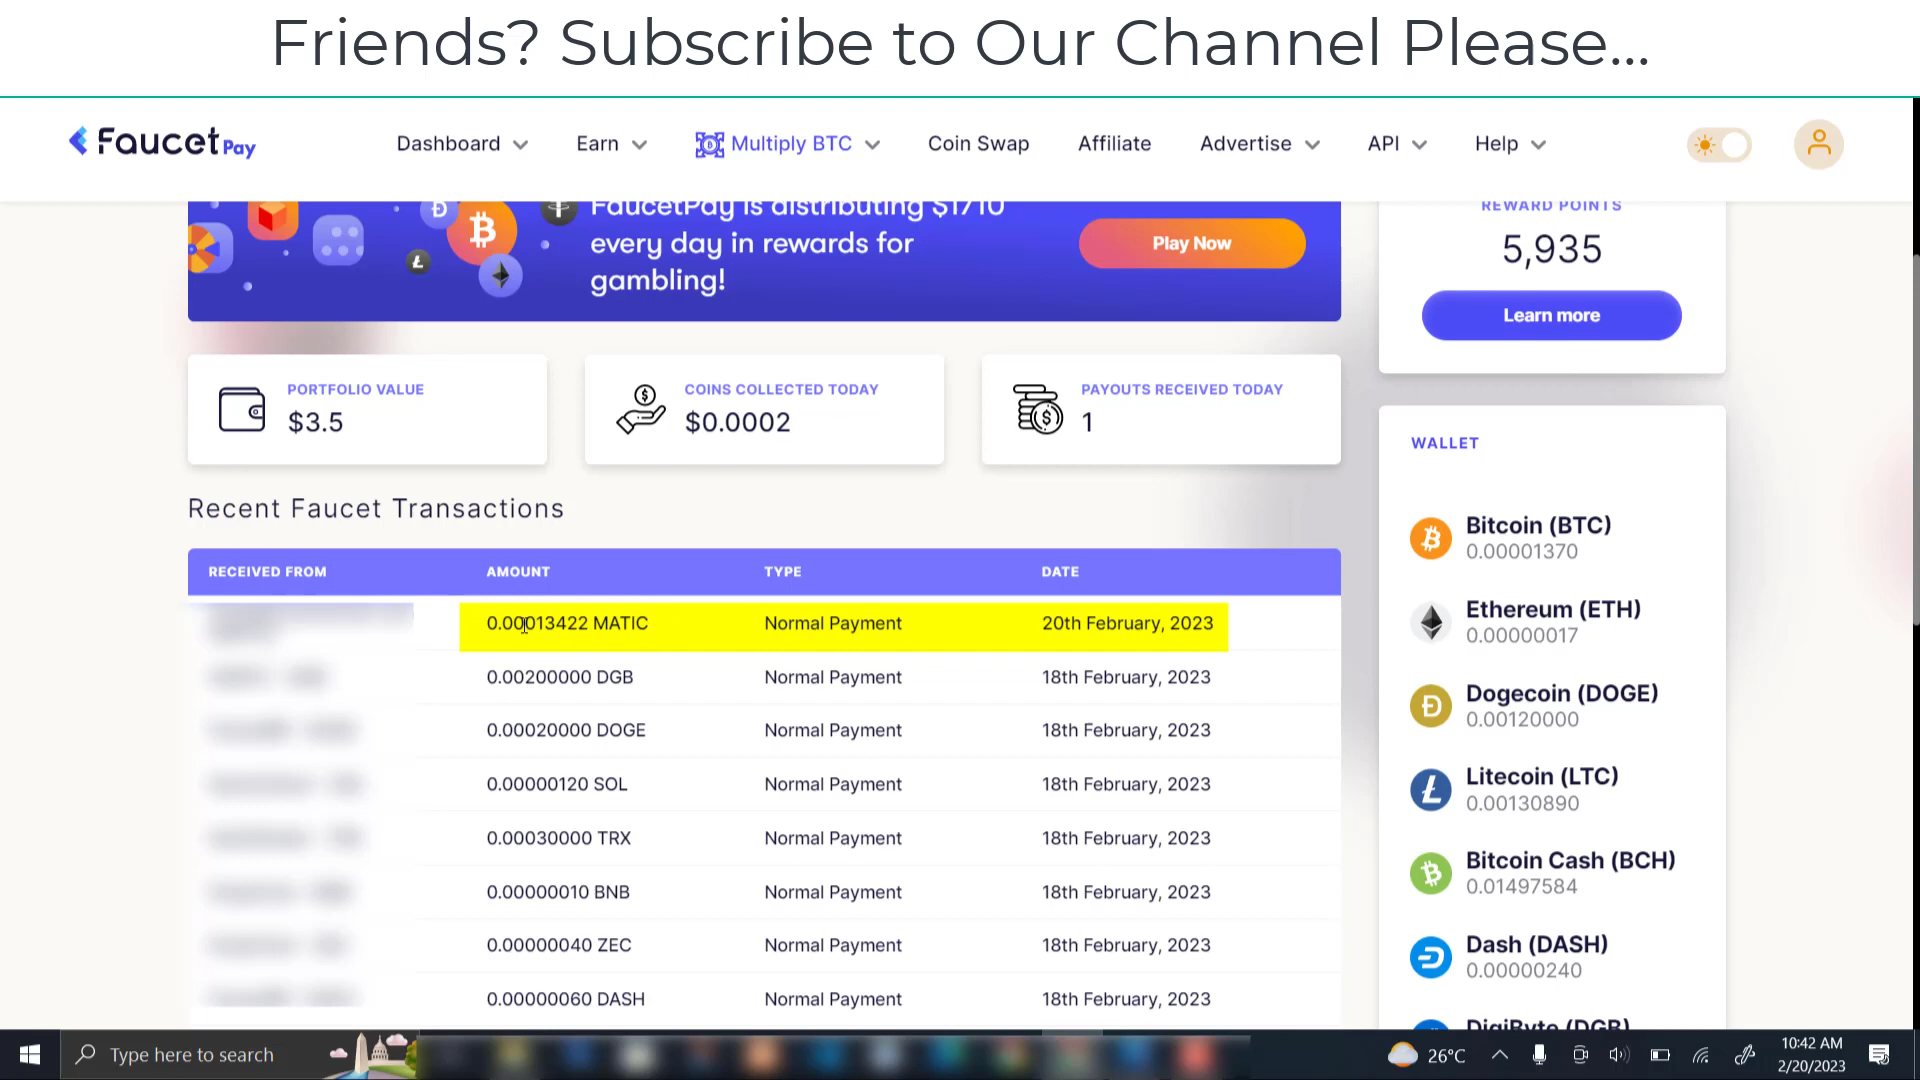 Friends? Subscribe to Our Channel Please...
FaucetPay
Dashboard
Earn
Multiply BTC
Coin Swap
Affiliate
Advertise
API
Help
FaucetPay is distributing $1710
every day in rewards for
gambling!
Play Now
REWARD POINTS
5,935
Learn more
PORTFOLIO VALUE
$3.5
COINS COLLECTED TODAY
$0.0002
PAYOUTS RECEIVED TODAY
1
Recent Faucet Transactions
RECEIVED FROM AMOUNT TYPE DATE
0.00013422 MATIC Normal Payment 20th February, 2023
0.00200000 DGB Normal Payment 18th February, 2023
0.00020000 DOGE Normal Payment 18th February, 2023
0.00000120 SOL Normal Payment 18th February, 2023
0.00030000 TRX Normal Payment 18th February, 2023
0.00000010 BNB Normal Payment 18th February, 2023
0.00000040 ZEC Normal Payment 18th February, 2023
0.00000060 DASH Normal Payment 18th February, 2023
WALLET
Bitcoin (BTC)
0.00001370
Ethereum (ETH)
0.00000017
Dogecoin (DOGE)
0.00120000
Litecoin (LTC)
0.00130890
Bitcoin Cash (BCH)
0.01497584
Dash (DASH)
0.00000240
DigiByte (DGB)
Type here to search
26°C
10:42 AM
2/20/2023